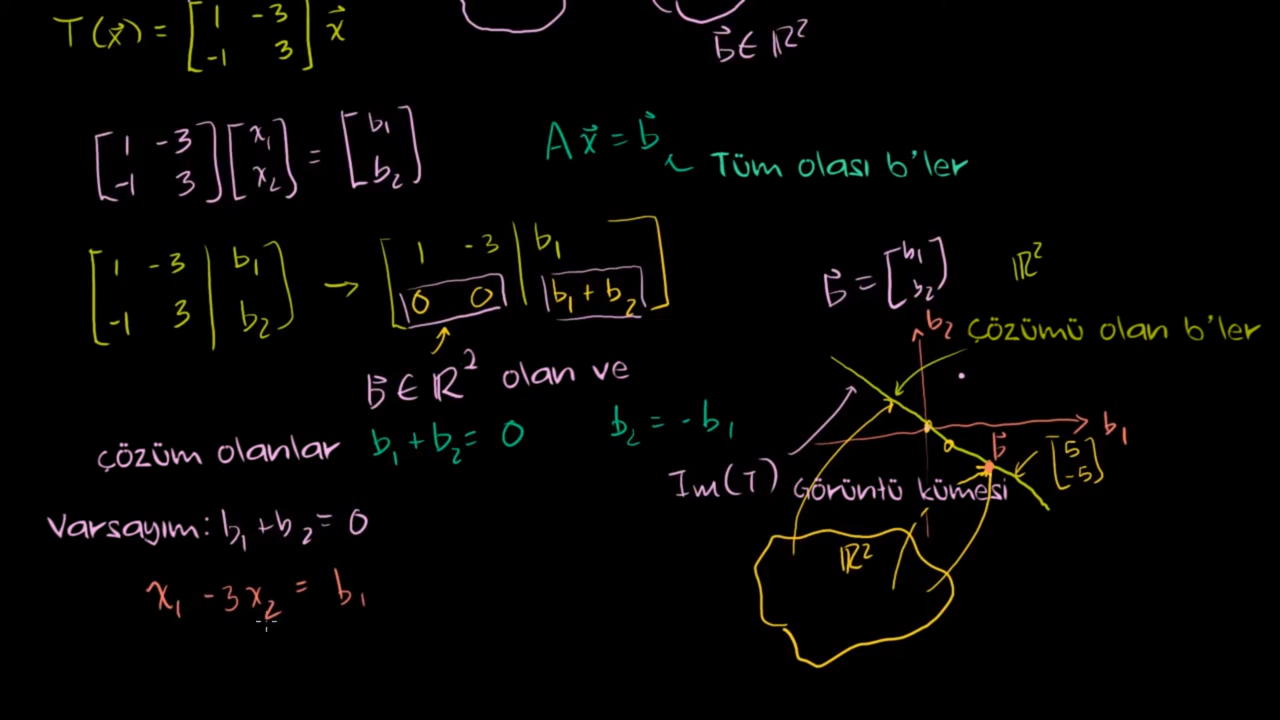 T(x⃗) = [1 -3; -1 3] x⃗
b⃗ ∈ ℝ²
[1 -3; -1 3] [x₁; x₂] = [b₁; b₂]
A x⃗ = b⃗
Tüm olası b'ler
[1 -3 | b₁; -1 3 | b₂] → [1 -3 | b₁; 0 0 | b₁ + b₂]
b⃗ ∈ ℝ² olan ve
çözüm olanlar b₁ + b₂ = 0
b₂ = -b₁
Varsayım: b₁ + b₂ = 0
x₁ - 3x₂ = b₁
b⃗ = [b₁; b₂]
ℝ²
b₂
çözümü olan b'ler
b₁
b⃗
[5; -5]
Im(T) Görüntü kümesi
ℝ²